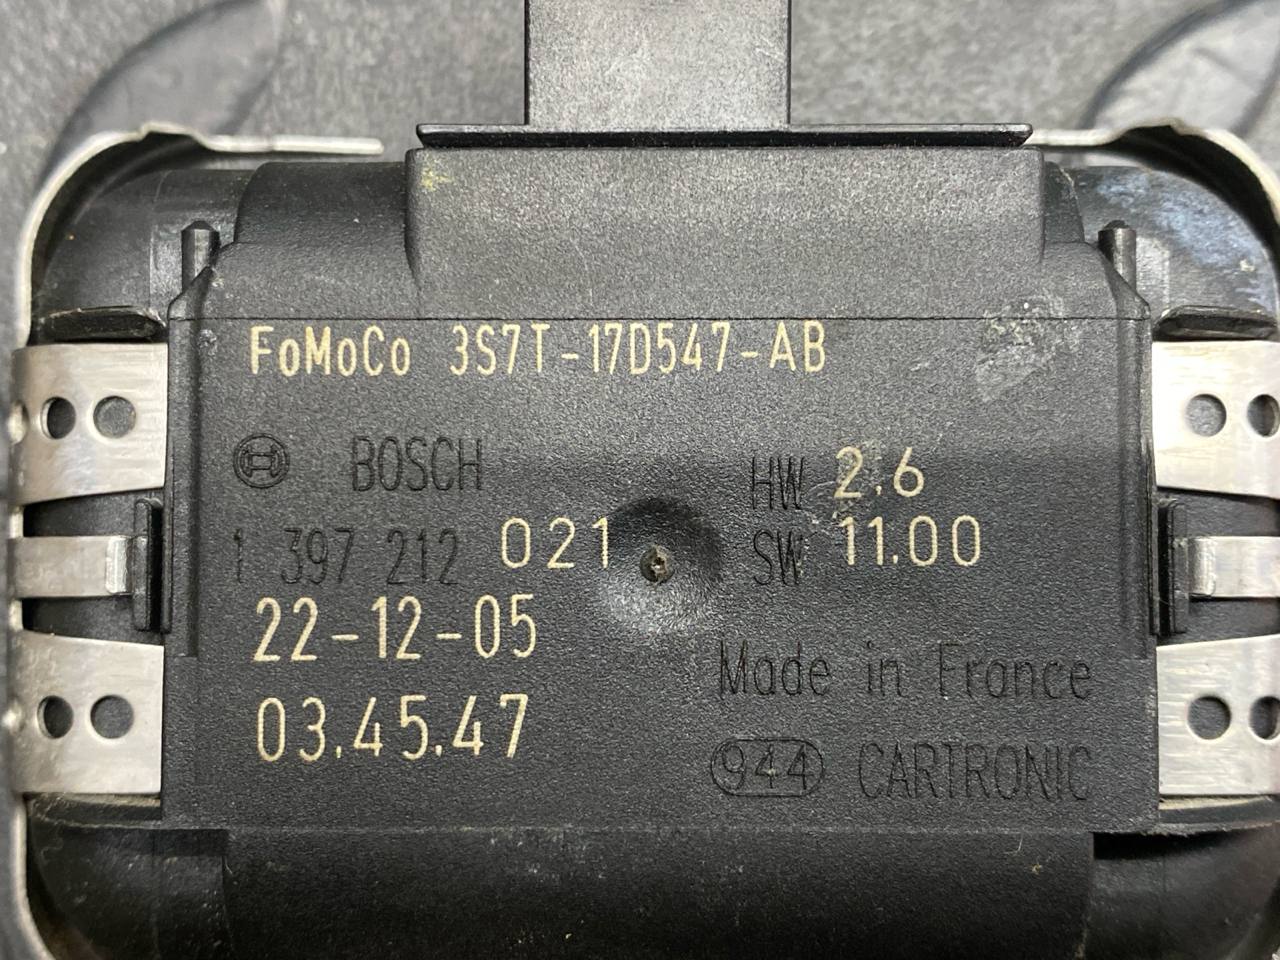 FoMoCo 3S7T-17D547-AB
BOSCH
HW 2.6
1 397 212 021
SW 11.00
22-12-05
03.45.47
Made in France
944 CARTRONIC